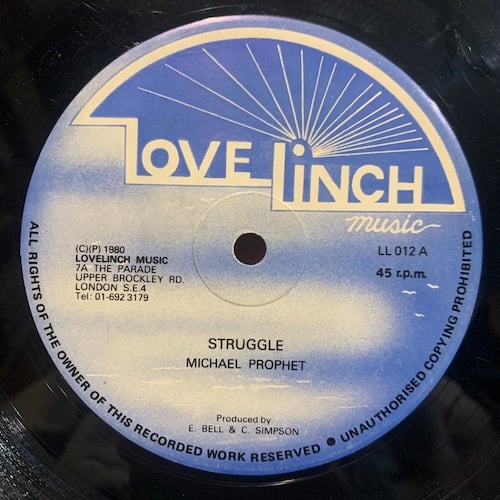 LOVE LINCH
music
(C)(P) 1980
LOVELINCH MUSIC
7A THE PARADE
UPPER BROCKLEY RD.
LONDON S.E.4
Tel: 01-692 3179
LL 012 A
45 r.p.m.
STRUGGLE
MICHAEL PROPHET
Produced by
E. BELL & C. SIMPSON
ALL RIGHTS OF THE OWNER OF THIS RECORDED WORK RESERVED ● UNAUTHORISED COPYING PROHIBITED